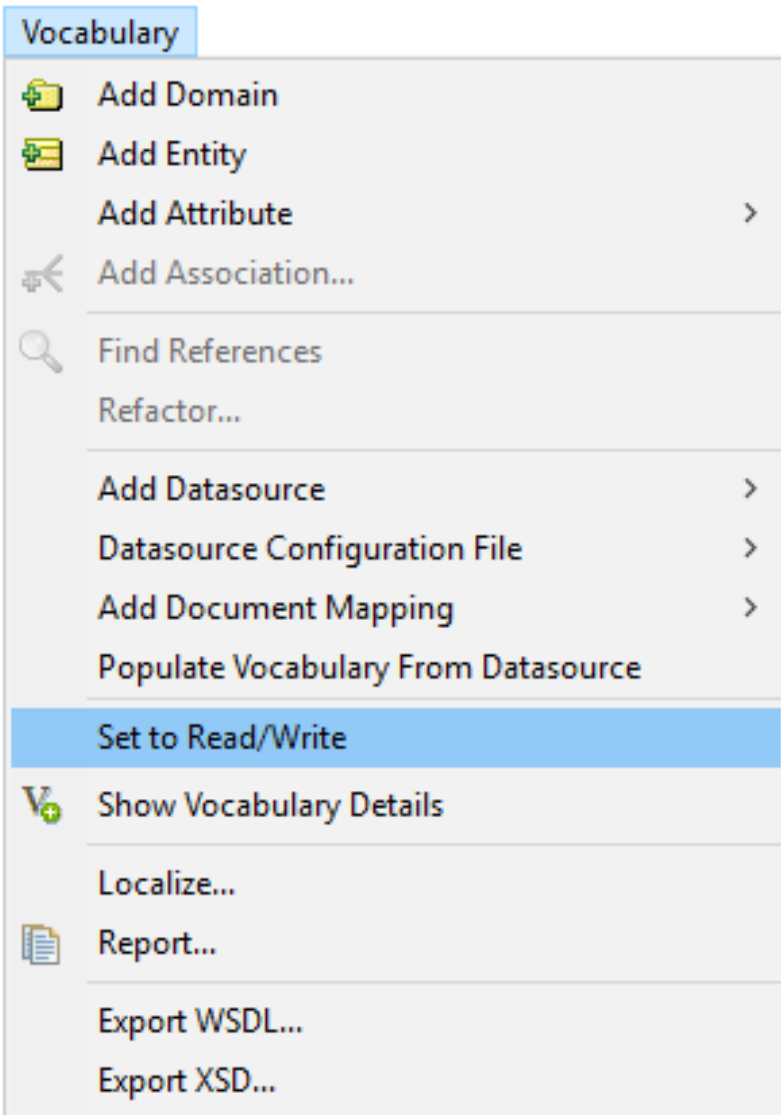 Vocabulary
Add Domain
Add Entity
Add Attribute
Add Association...
Find References
Refactor...
Add Datasource
Datasource Configuration File
Add Document Mapping
Populate Vocabulary From Datasource
Set to Read/Write
Show Vocabulary Details
Localize...
Report...
Export WSDL...
Export XSD...